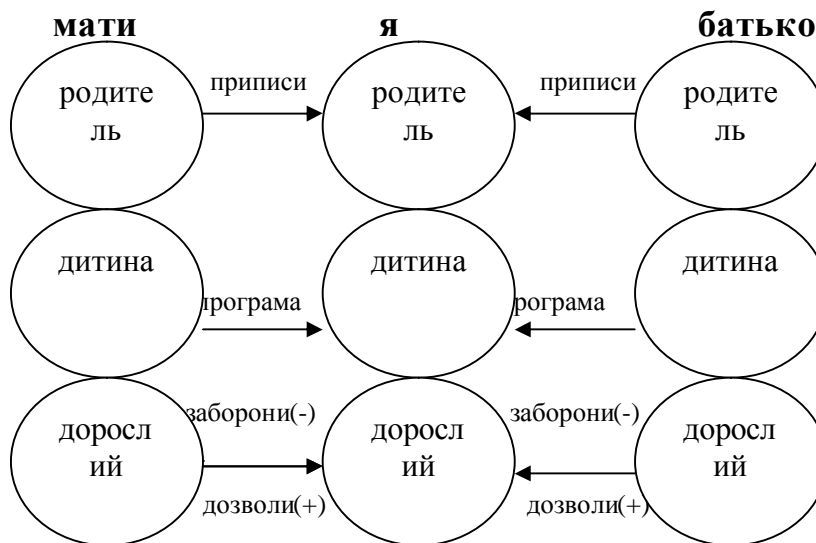 мати я батько
родите
ль
приписи
родите
ль
приписи
родите
ль
дитина
програма
дитина
рограма
дитина
доросл
ий
заборони(-)
дозволи(+)
доросл
ий
заборони(-)
дозволи(+)
доросл
ий